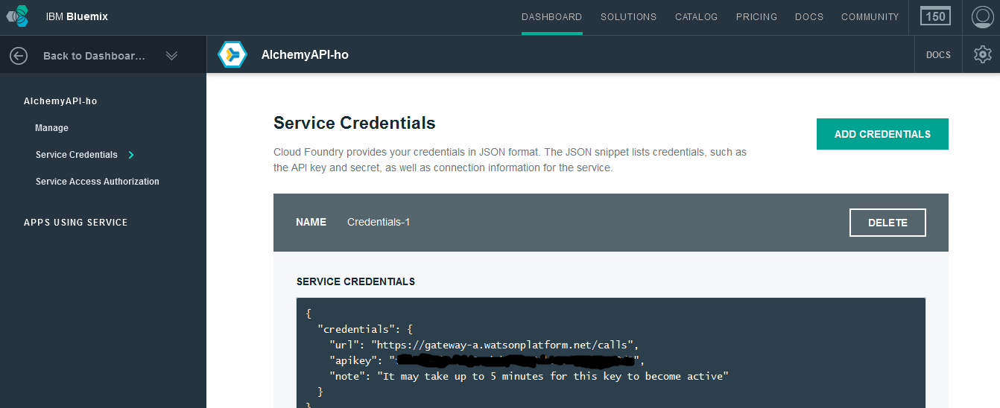 IBM Bluemix
DASHBOARD SOLUTIONS CATALOG PRICING DOCS COMMUNITY 150
Back to Dashboar...
AlchemyAPI-ho
DOCS
AlchemyAPI-ho
Manage
Service Credentials
Service Access Authorization
APPS USING SERVICE
Service Credentials
ADD CREDENTIALS
Cloud Foundry provides your credentials in JSON format. The JSON snippet lists credentials, such as
the API key and secret, as well as connection information for the service.
NAME Credentials-1
DELETE
SERVICE CREDENTIALS
{
"credentials": {
"url": "https://gateway-a.watsonplatform.net/calls",
"apikey": "",
"note": "It may take up to 5 minutes for this key to become active"
}
}